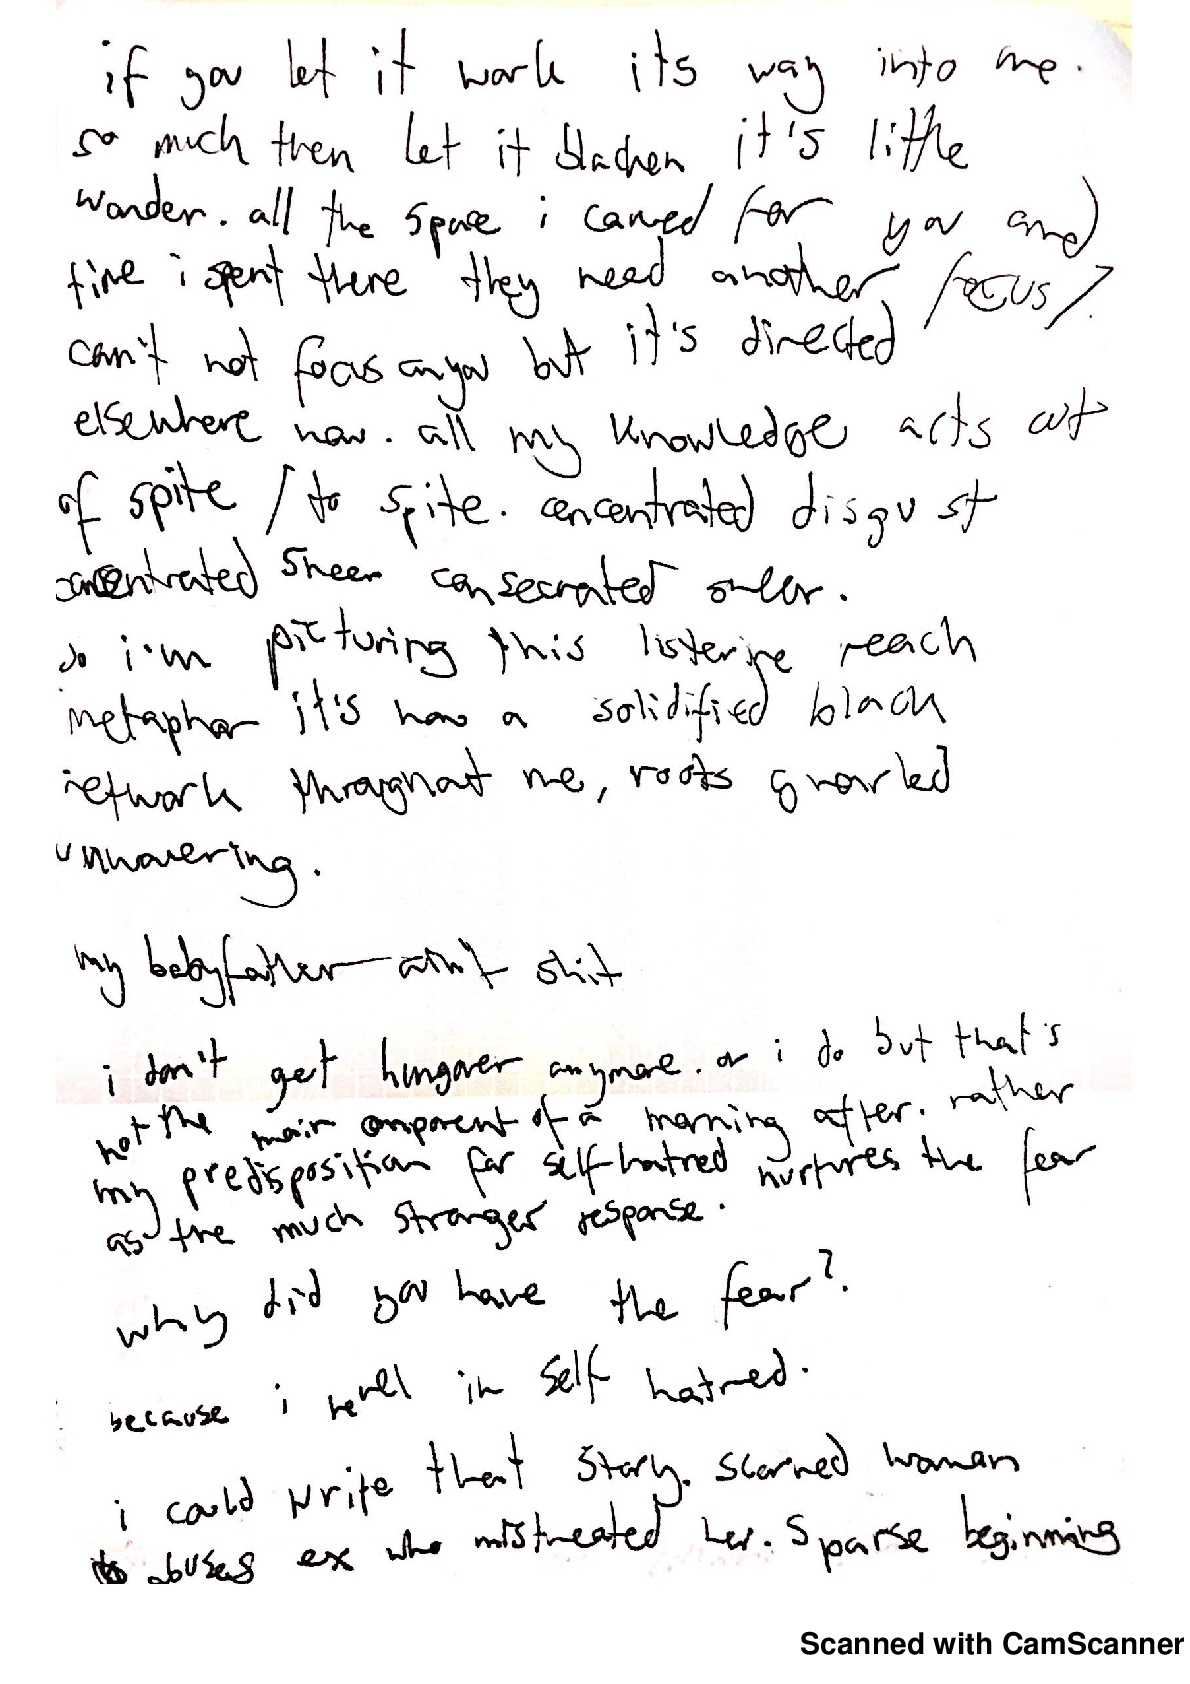 if you let it work its way into me.
so much then let it blacken it's little
wonder. all the space i carved for you and
time i spent there they need another focus/.
can't not focus on you but it's directed
elsewhere now. all my knowledge acts out
of spite / to spite. concentrated disgust
concentrated sheer consecrated
so i'm picturing this listening reach
metaphor it's now a solidified black
network throughout me, roots gnarled
unwavering.
my babyfather ain't shit
i don't get hungover anymore. or i do but that's
not the main component of a morning after. rather
my predisposition for self-hatred nurtures the fear
as the much stronger response.
why did you have the fear?.
because i revel in self hatred.
i could write that story. scorned woman
abuses ex who mistreated her. sparse beginning
Scanned with CamScanner